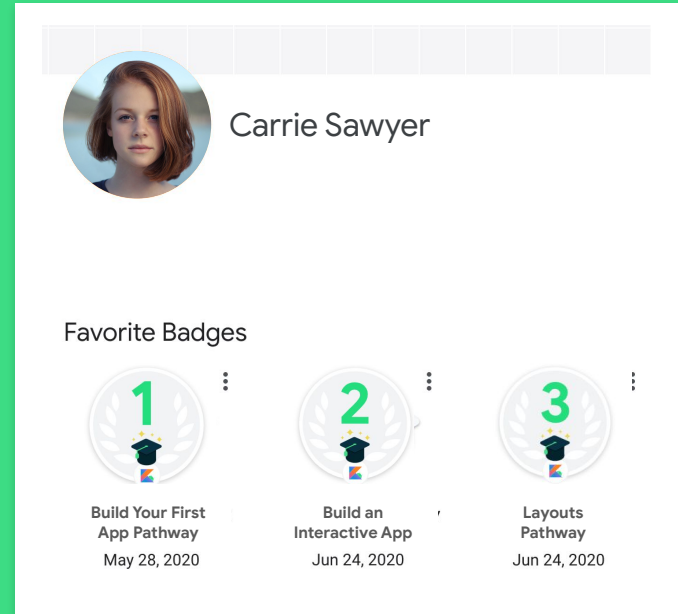 Carrie Sawyer
Favorite Badges
1
2
3
Build Your First
App Pathway
May 28, 2020
Build an
Interactive App
Jun 24, 2020
Layouts
Pathway
Jun 24, 2020